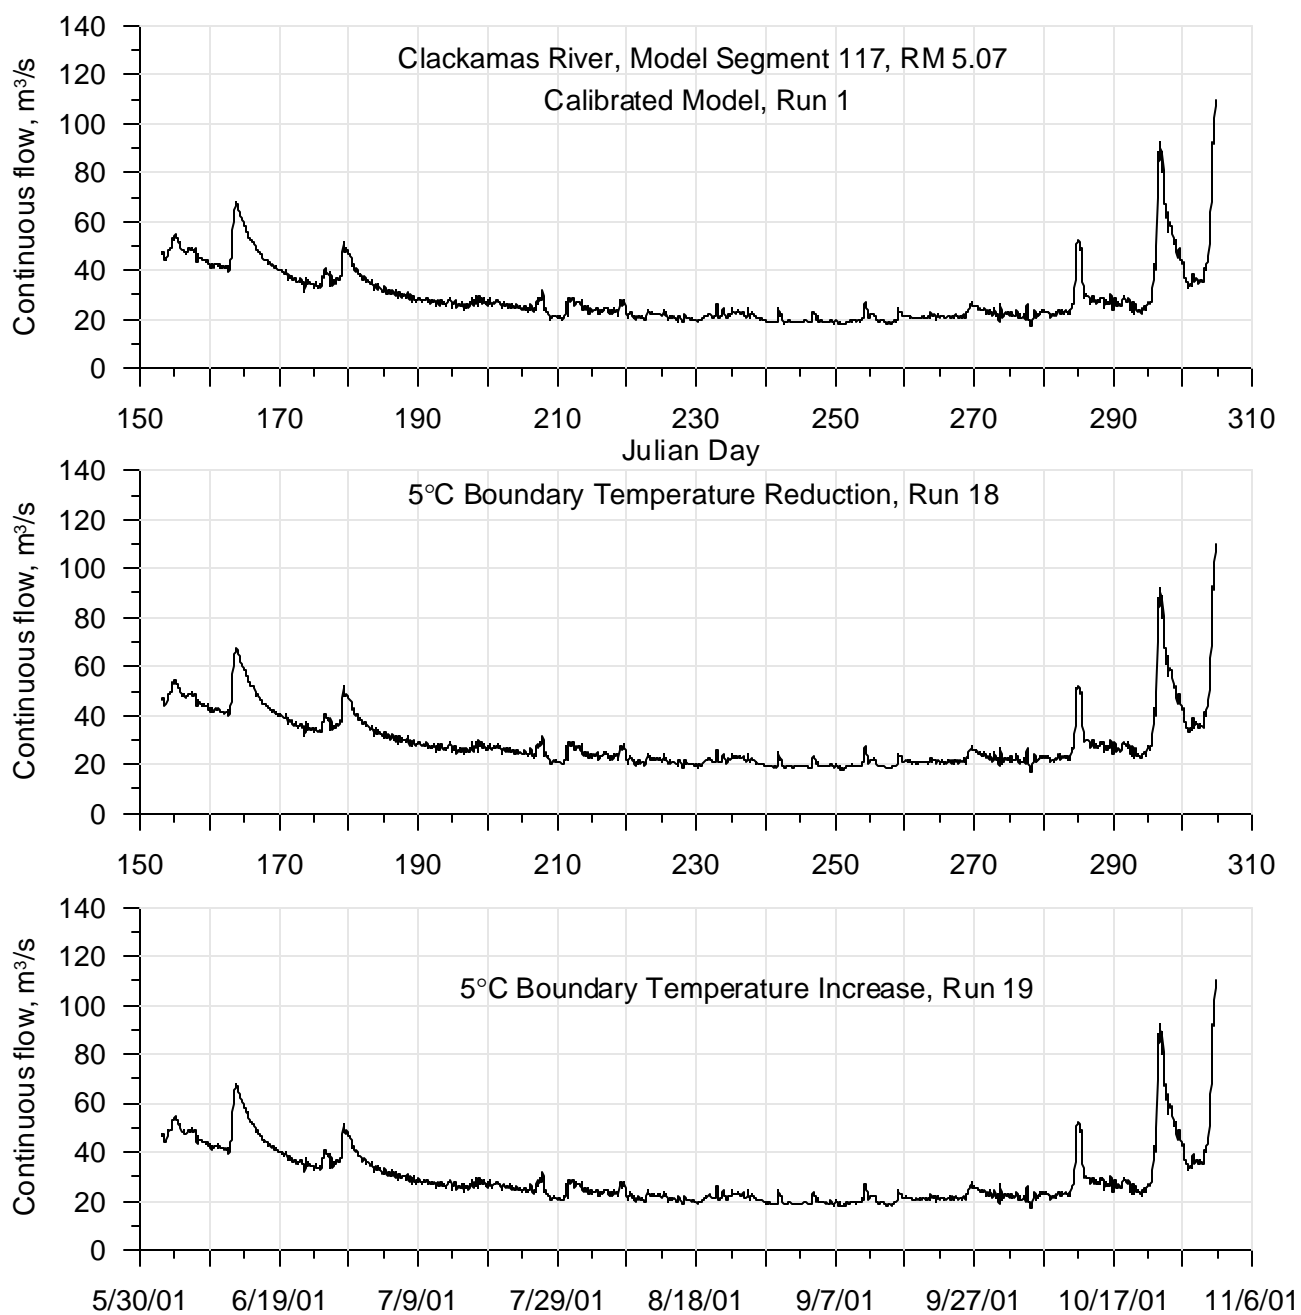 Clackamas River, Model Segment 117, RM 5.07
Calibrated Model, Run 1
Continuous flow, m³/s
140
120
100
80
60
40
20
0
150 170 190 210 230 250 270 290 310
Julian Day
5°C Boundary Temperature Reduction, Run 18
Continuous flow, m³/s
140
120
100
80
60
40
20
0
150 170 190 210 230 250 270 290 310
5°C Boundary Temperature Increase, Run 19
Continuous flow, m³/s
140
120
100
80
60
40
20
0
5/30/01 6/19/01 7/9/01 7/29/01 8/18/01 9/7/01 9/27/01 10/17/01 11/6/01